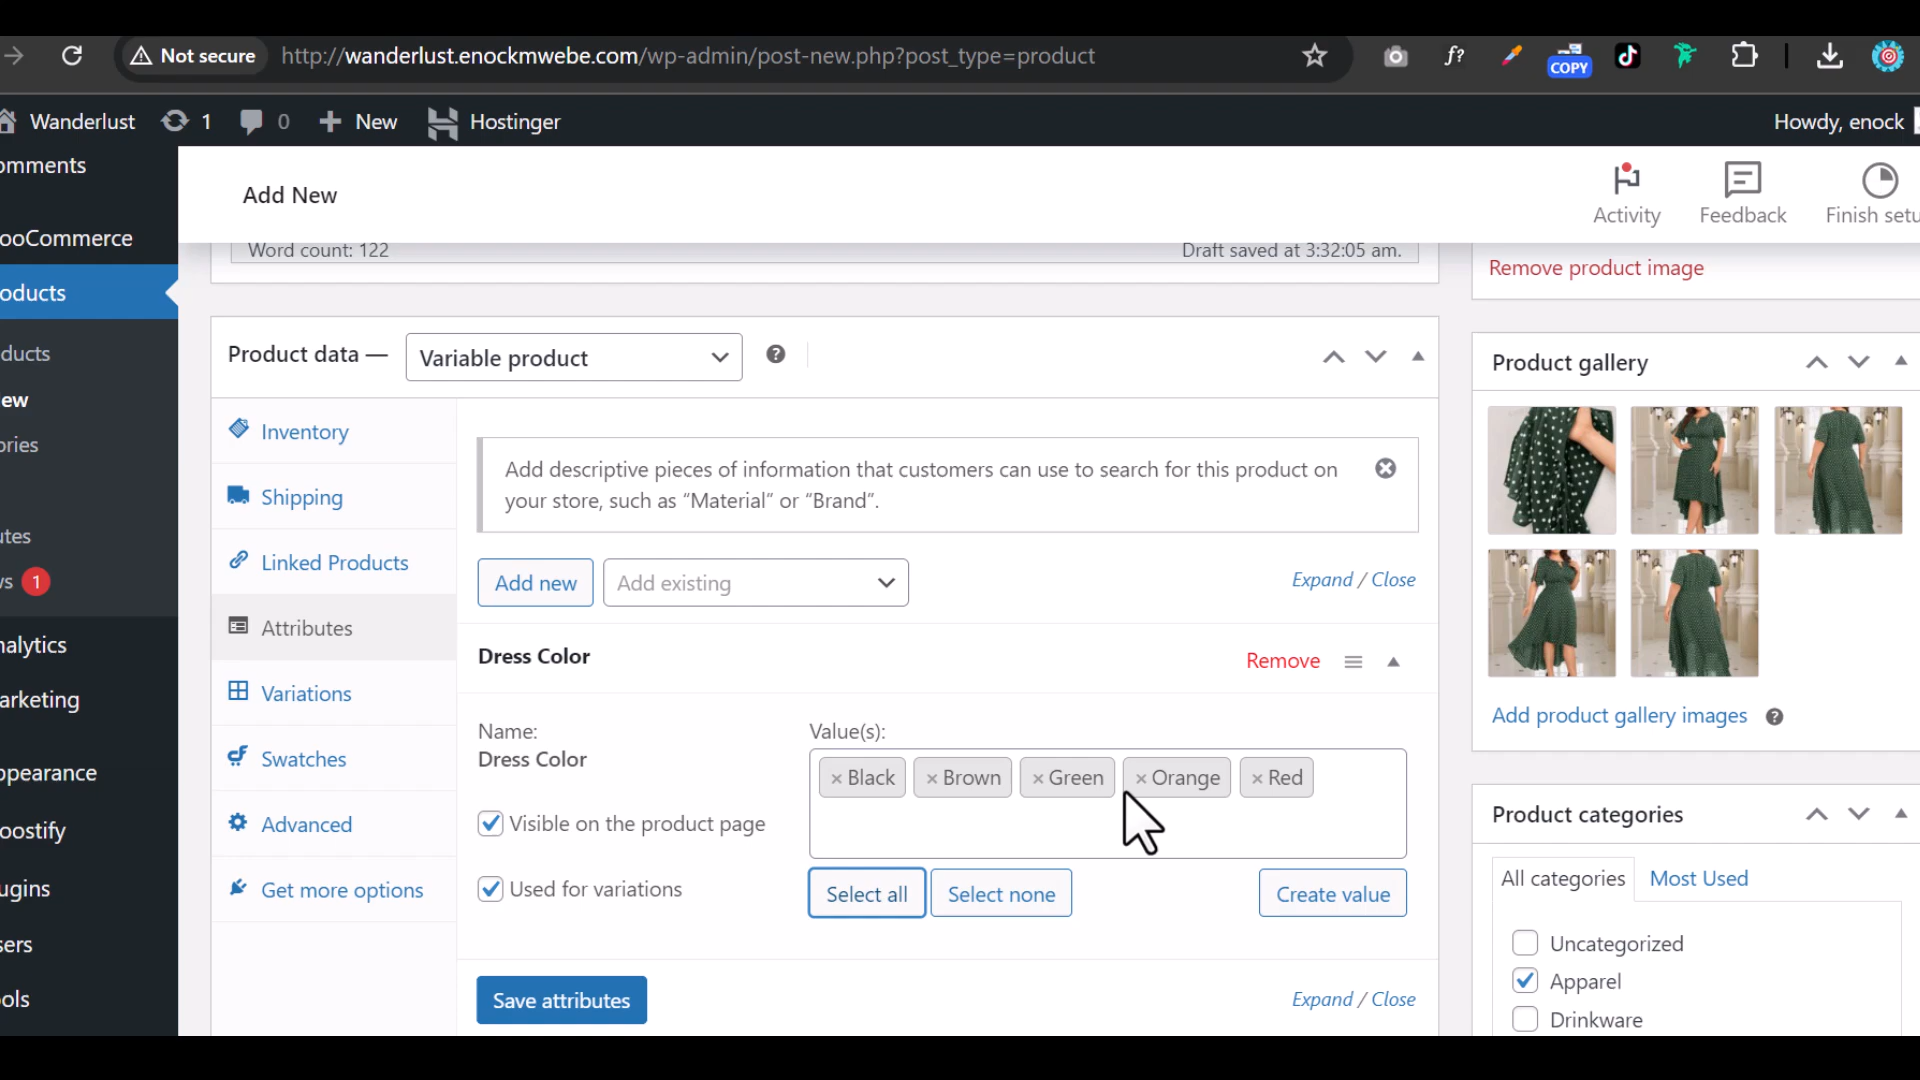 Not secure
http://wanderlust.enockmwebe.com/wp-admin/post-new.php?post_type=product
f?
COPY
Wanderlust
1
0
New
Hostinger
Howdy, enock
omments
ooCommerce
oducts
ducts
ew
ories
utes
s 1
nalytics
arketing
ppearance
oostify
ugins
sers
ols
Add New
Activity
Feedback
Finish setu
Word count: 122
Draft saved at 3:32:05 am.
Product data —
Variable product
Inventory
Shipping
Linked Products
Attributes
Variations
Swatches
Advanced
Get more options
Add descriptive pieces of information that customers can use to search for this product on
your store, such as “Material” or “Brand”.
Add new
Add existing
Expand / Close
Dress Color
Remove
Name:
Dress Color
Visible on the product page
Used for variations
Value(s):
× Black × Brown × Green × Orange × Red
Select all
Select none
Create value
Save attributes
Expand / Close
Remove product image
Product gallery
Add product gallery images
Product categories
All categories
Most Used
Uncategorized
Apparel
Drinkware